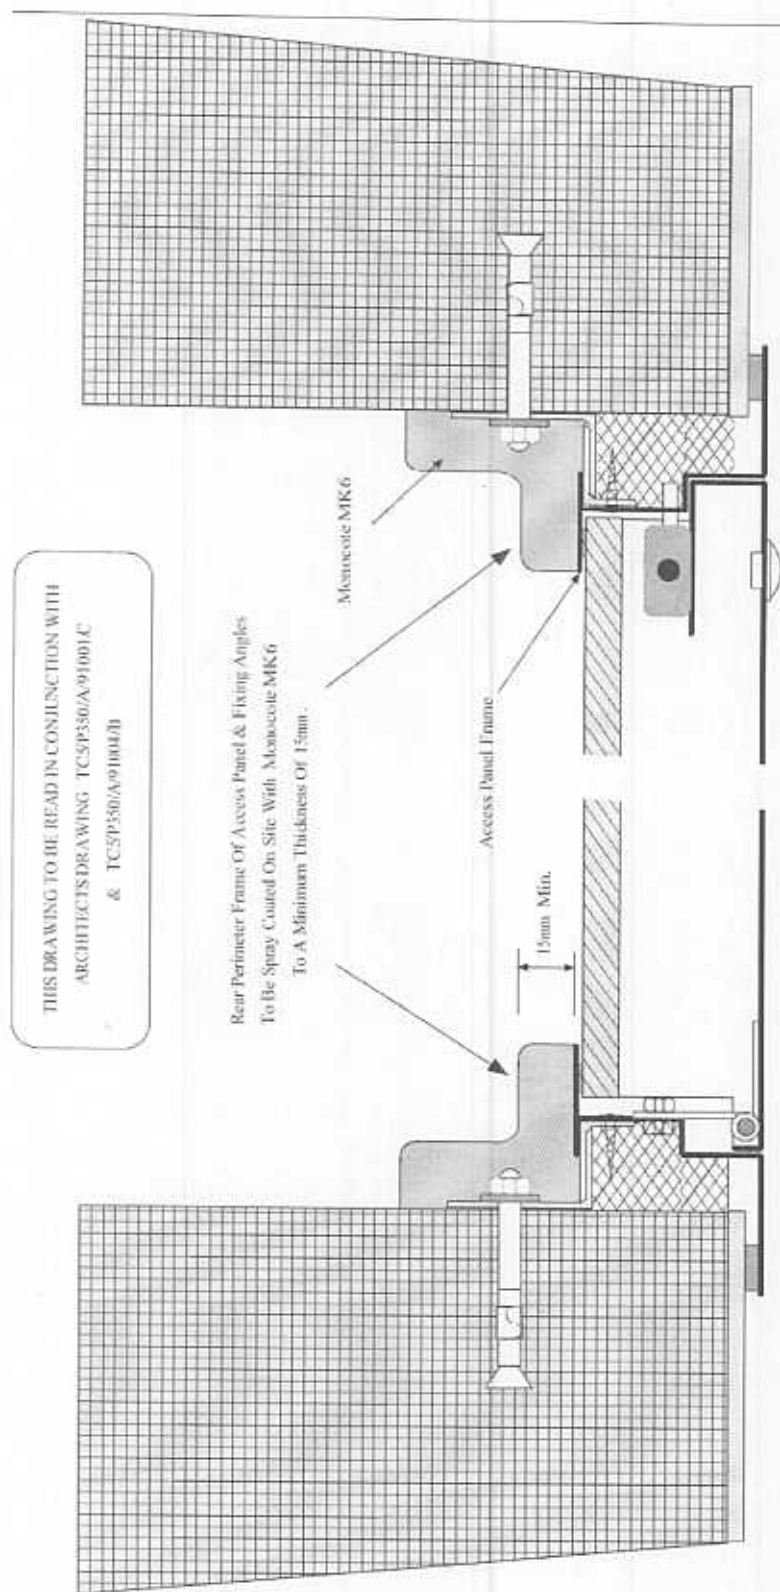 THIS DRAWING TO BE READ IN CONJUNCTION WITH
ARCHITECTS DRAWING TC5/P350/A/91001/C
& TC5/P350/A/91004/B
Rear Perimeter Frame Of Access Panel & Fixing Angles
To Be Spray Coated On Site With Monocote MK6
To A Minimum Thickness Of 15mm.
Monocote MK6
Access Panel Frame
15mm Min.